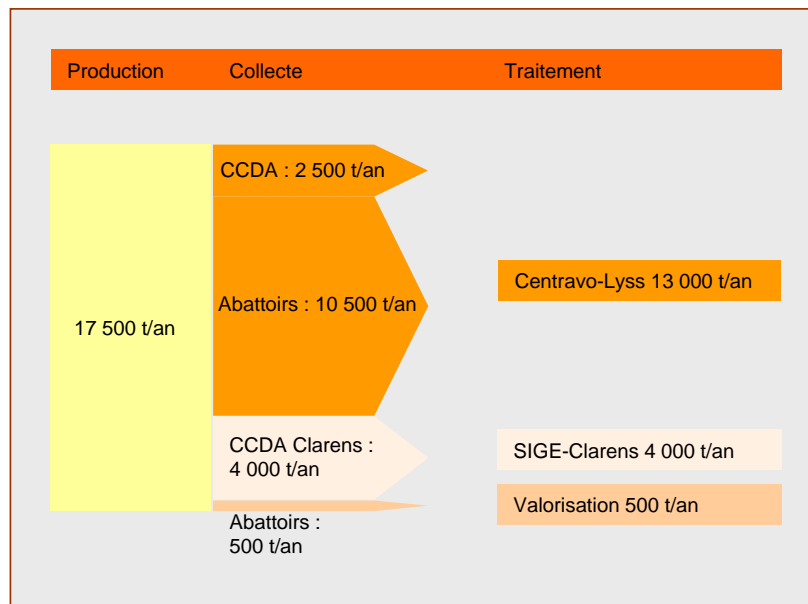 Production Collecte Traitement
CCDA : 2 500 t/an
Abattoirs : 10 500 t/an
Centravo-Lyss 13 000 t/an
17 500 t/an
CCDA Clarens :
4 000 t/an
SIGE-Clarens 4 000 t/an
Valorisation 500 t/an
Abattoirs :
500 t/an